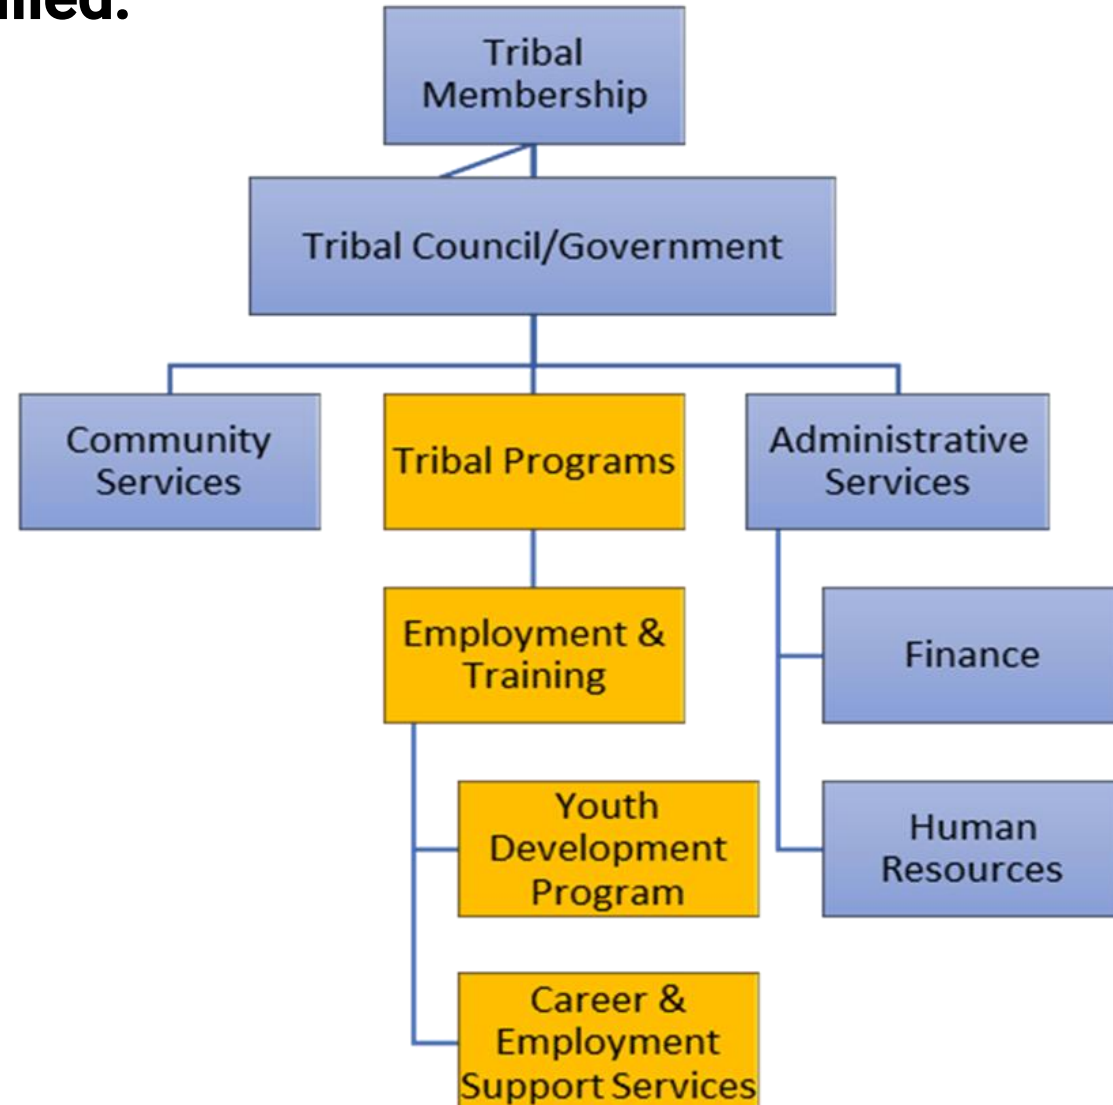 Tribal
Membership
Tribal Council/Government
Community
Services
Tribal Programs
Administrative
Services
Employment &
Training
Finance
Youth
Development
Program
Human
Resources
Career &
Employment
Support Services